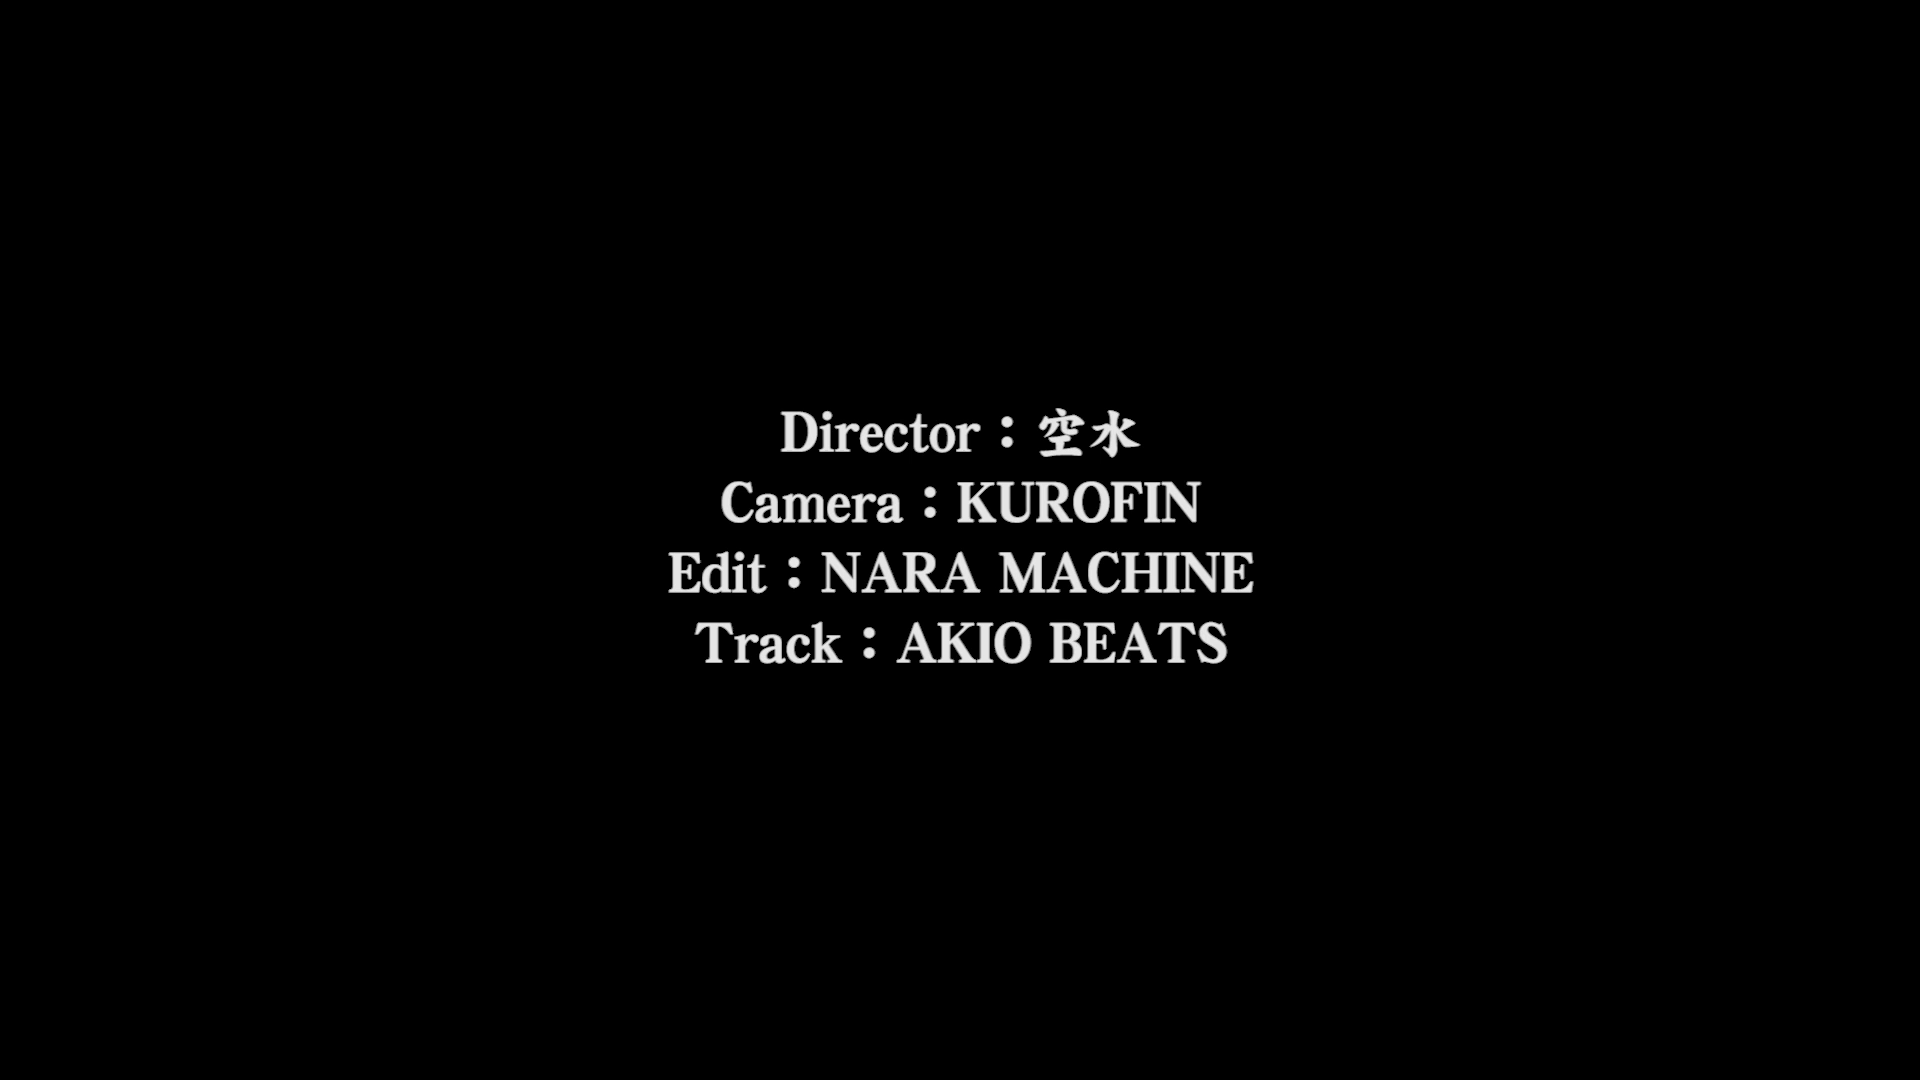 Director：空水
Camera：KUROFIN
Edit：NARA MACHINE
Track：AKIO BEATS